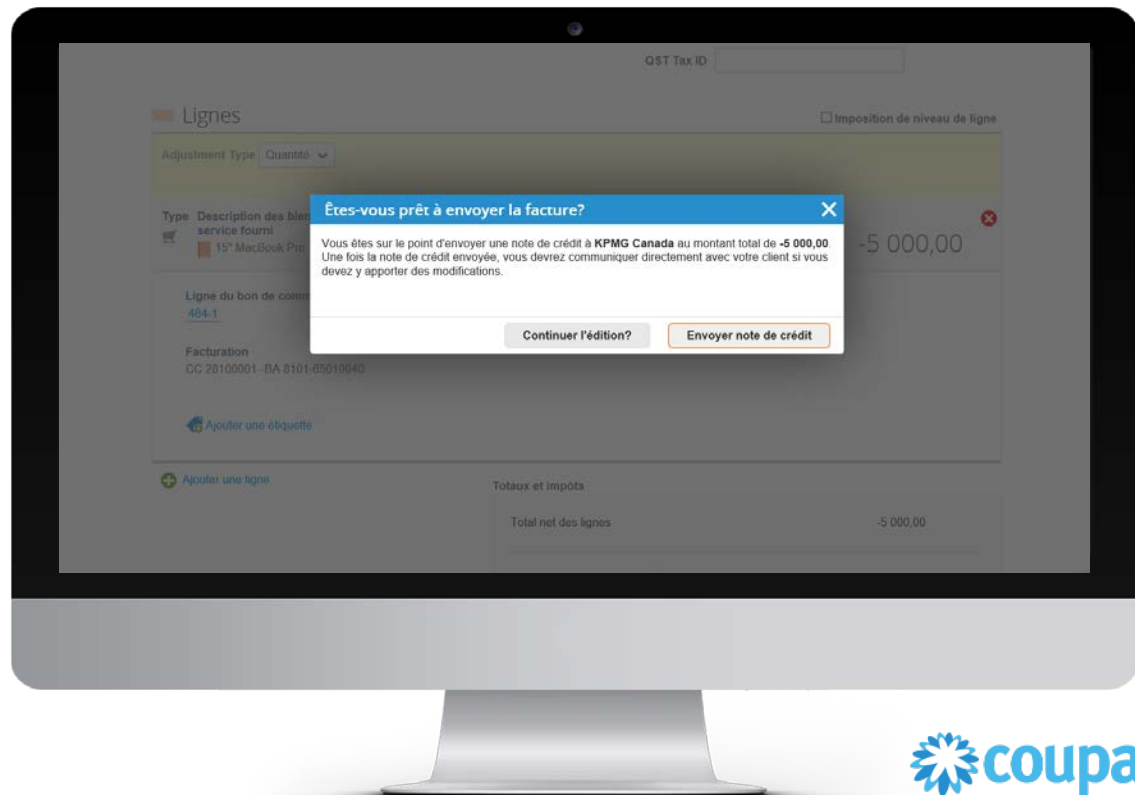 QST Tax ID
Lignes
Imposition de niveau de ligne
Adjustment Type Quantité
Type Description des bien
service fourni
15" MacBook Pro
-5 000,00
Êtes-vous prêt à envoyer la facture?
Vous êtes sur le point d'envoyer une note de crédit à KPMG Canada au montant total de -5 000,00.
Une fois la note de crédit envoyée, vous devrez communiquer directement avec votre client si vous
devez y apporter des modifications.
Continuer l'édition? Envoyer note de crédit
Ligne du bon de comm
484-1
Facturation
CC 28100001--BA 8101-65010040
Ajouter une étiquette
Ajouter une ligne
Totaux et impôts
Total net des lignes -5 000,00
coupa